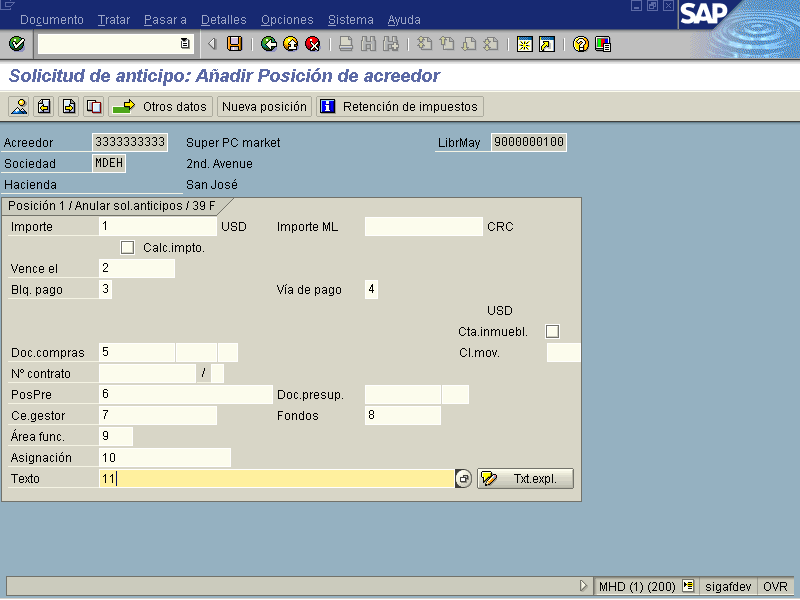 Documento Tratar Pasar a Detalles Opciones Sistema Ayuda
SAP
Solicitud de anticipo: Añadir Posición de acreedor
Otros datos Nueva posición Retención de impuestos
Acreedor 3333333333 Super PC market LibrMay 9000000100
Sociedad MDEH 2nd. Avenue
Hacienda San José
Posición 1 / Anular sol.anticipos / 39 F
Importe 1 USD Importe ML CRC
Calc.impto.
Vence el 2
Blq. pago 3 Vía de pago 4
USD
Cta.inmuebl.
Doc.compras 5 Cl.mov.
Nº contrato /
PosPre 6 Doc.presup.
Ce.gestor 7 Fondos 8
Área func. 9
Asignación 10
Texto 11 Txt.expl.
MHD (1) (200) sigafdev OVR